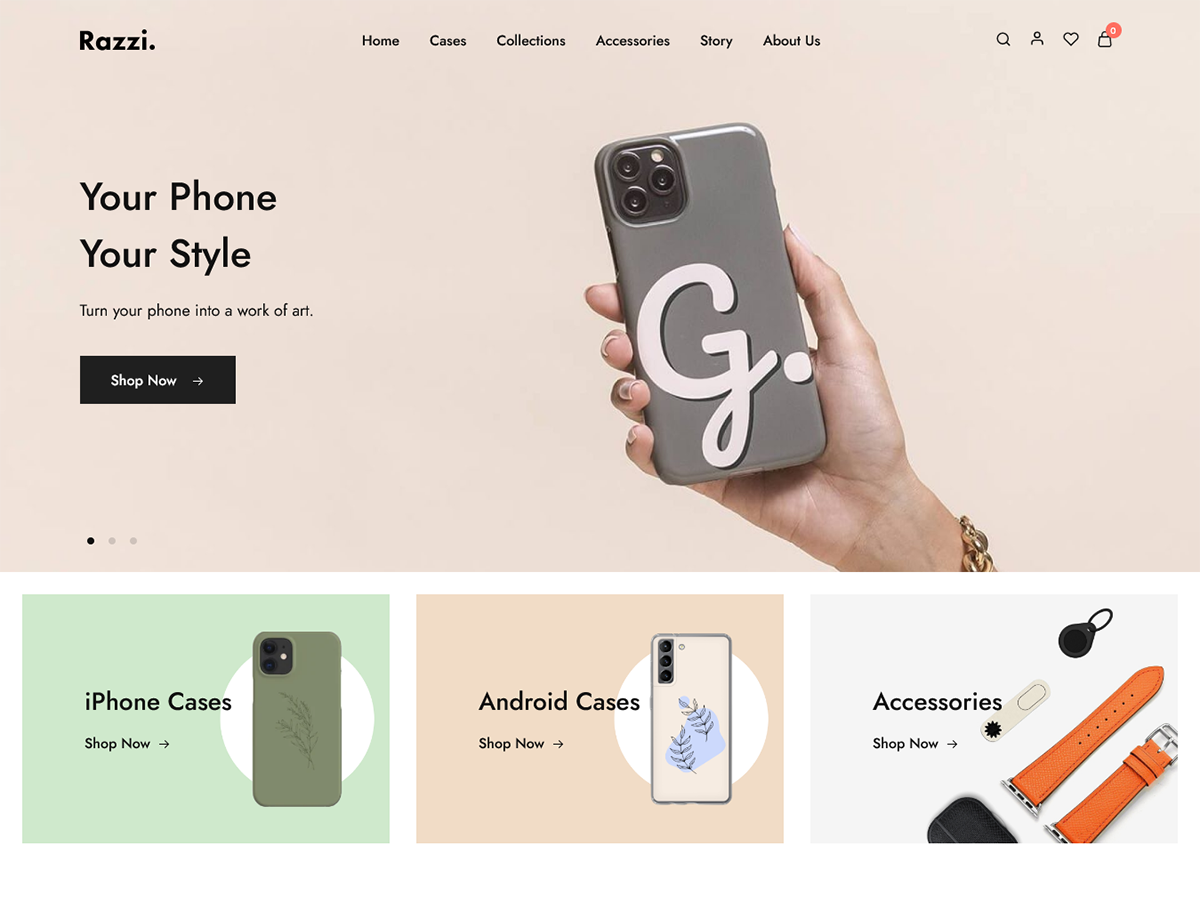 Razzi.
Home Cases Collections Accessories Story About Us
0
Your Phone
Your Style
Turn your phone into a work of art.
Shop Now →
G.
iPhone Cases
Shop Now →
Android Cases
Shop Now →
Accessories
Shop Now →